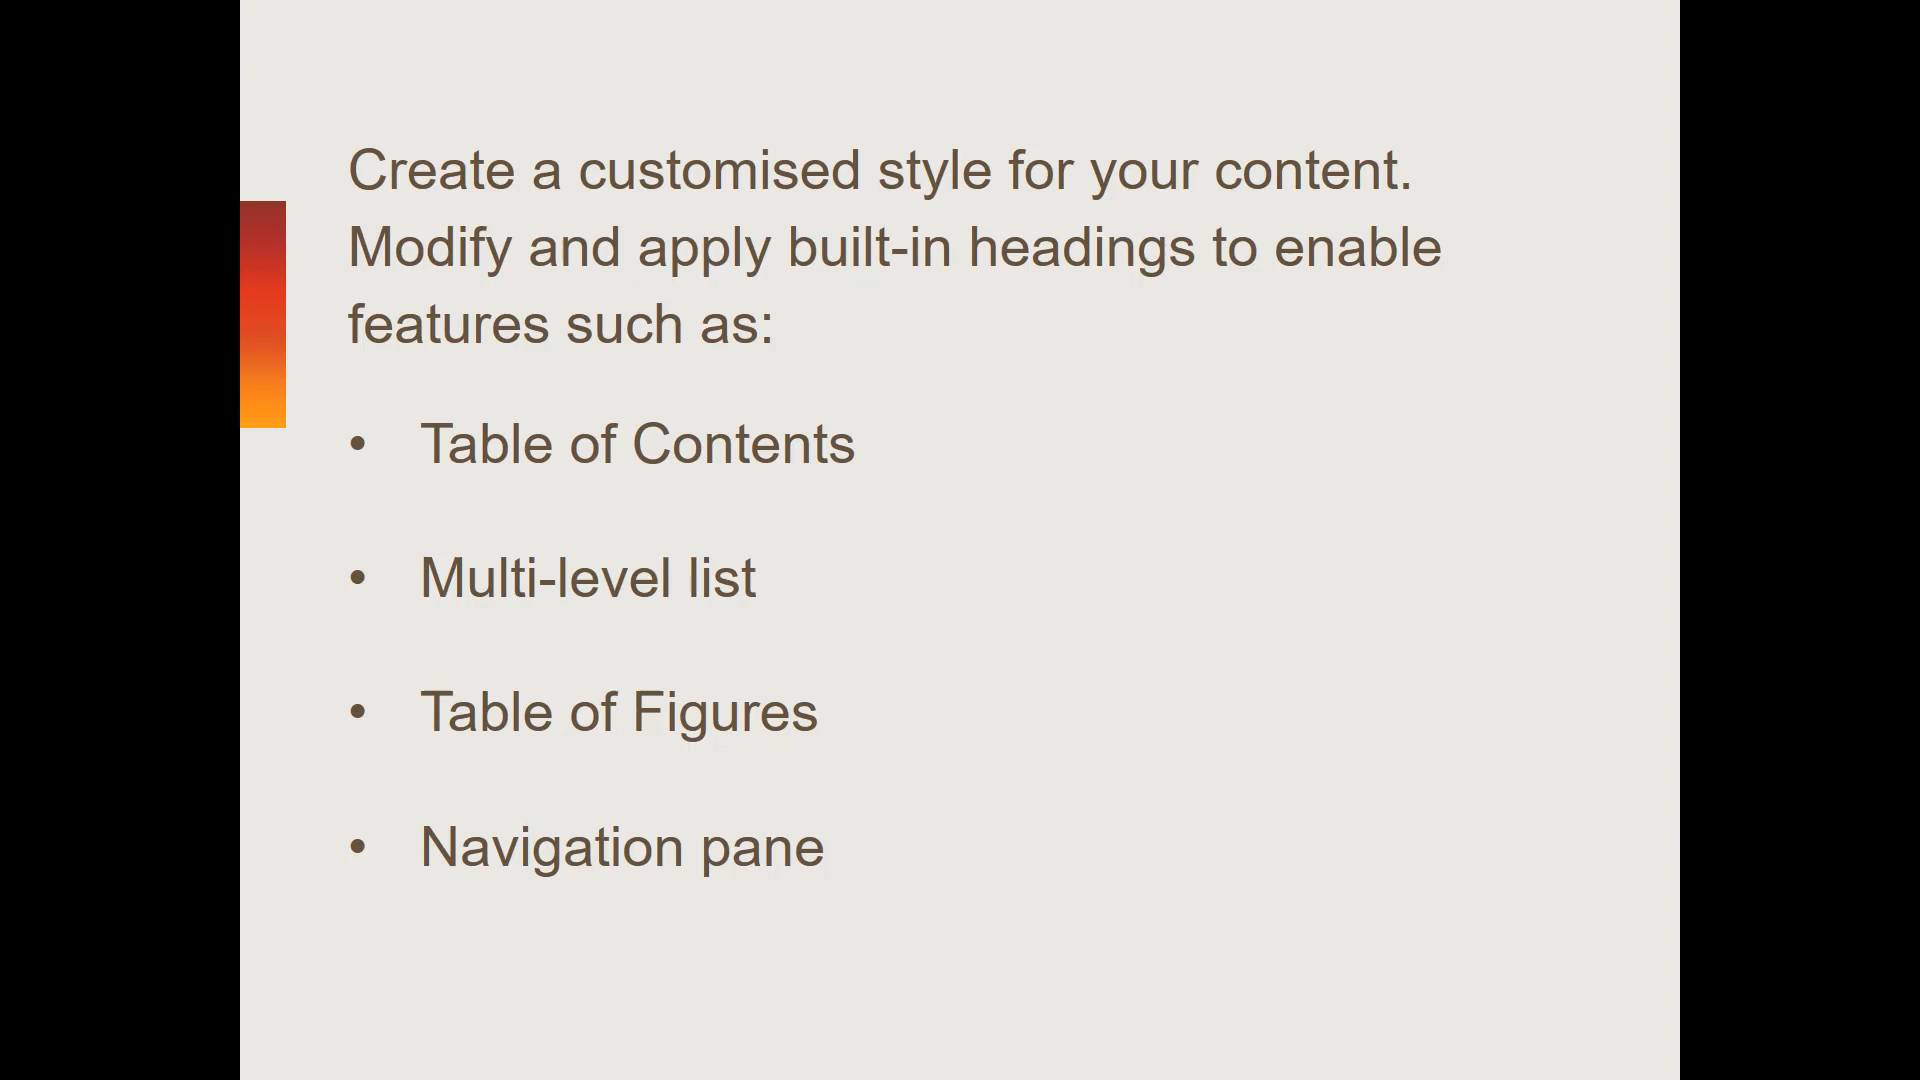 Create a customised style for your content.
Modify and apply built-in headings to enable
features such as:
• Table of Contents
• Multi-level list
• Table of Figures
• Navigation pane